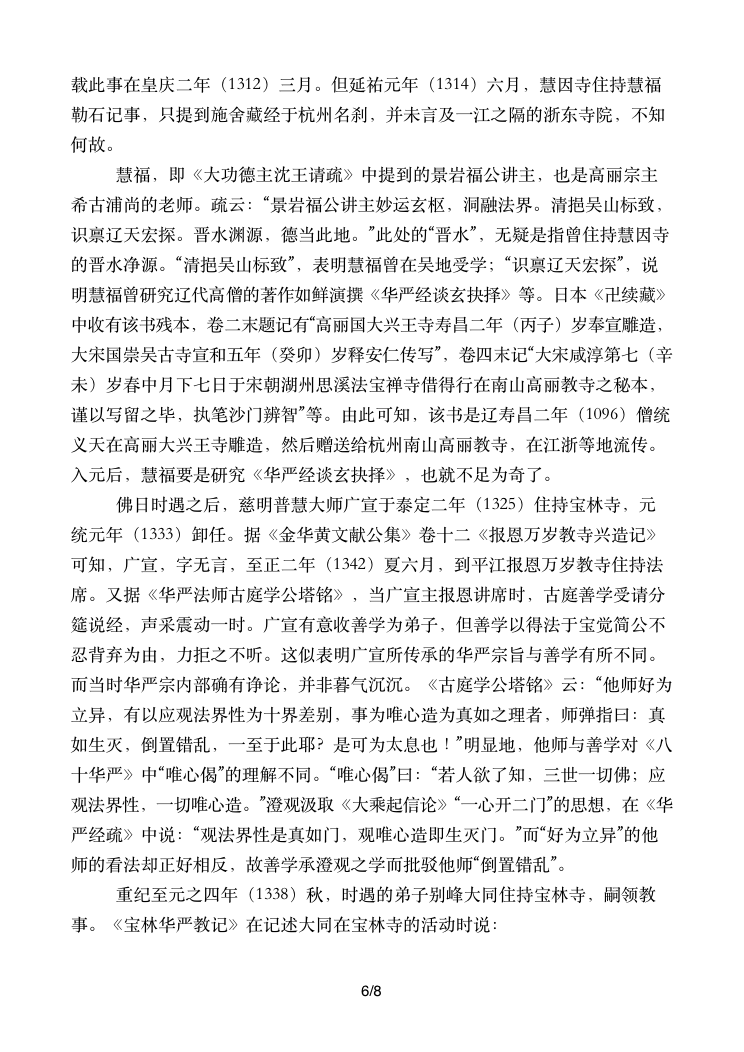 载此事在皇庆二年（1312）三月。但延祐元年（1314）六月，慧因寺住持慧福
勒石记事，只提到施舍藏经于杭州名刹，并未言及一江之隔的浙东寺院，不知
何故。
慧福，即《大功德主沈王请疏》中提到的景岩福公讲主，也是高丽宗主
希古浦尚的老师。疏云：“景岩福公讲主妙运玄枢，洞融法界。清挹吴山标致，
识禀辽天宏探。晋水渊源，德当此地。”此处的“晋水”，无疑是指曾住持慧因寺
的晋水净源。“清挹吴山标致”，表明慧福曾在吴地受学；“识禀辽天宏探”，说
明慧福曾研究辽代高僧的著作如鲜演撰《华严经谈玄抉择》等。日本《卍续藏》
中收有该书残本，卷二末题记有“高丽国大兴王寺寿昌二年（丙子）岁奉宣雕造，
大宋国崇吴古寺宣和五年（癸卯）岁释安仁传写”，卷四末记“大宋咸淳第七（辛
未）岁春中月下七日于宋朝湖州思溪法宝禅寺借得行在南山高丽教寺之秘本，
谨以写留之毕，执笔沙门辨智”等。由此可知，该书是辽寿昌二年（1096）僧统
义天在高丽大兴王寺雕造，然后赠送给杭州南山高丽教寺，在江浙等地流传。
入元后，慧福要是研究《华严经谈玄抉择》，也就不足为奇了。
佛日时遇之后，慈明普慧大师广宣于泰定二年（1325）住持宝林寺，元
统元年（1333）卸任。据《金华黄文献公集》卷十二《报恩万岁教寺兴造记》
可知，广宣，字无言，至正二年（1342）夏六月，到平江报恩万岁教寺住持法
席。又据《华严法师古庭学公塔铭》，当广宣主报恩讲席时，古庭善学受请分
筵说经，声采震动一时。广宣有意收善学为弟子，但善学以得法于宝觉简公不
忍背弃为由，力拒之不听。这似表明广宣所传承的华严宗旨与善学有所不同。
而当时华严宗内部确有诤论，并非暮气沉沉。《古庭学公塔铭》云：“他师好为
立异，有以应观法界性为十界差别，事为唯心造为真如之理者，师弹指曰：真
如生灭，倒置错乱，一至于此耶？是可为太息也！”明显地，他师与善学对《八
十华严》中“唯心偈”的理解不同。“唯心偈”曰：“若人欲了知，三世一切佛；应
观法界性，一切唯心造。”澄观汲取《大乘起信论》“一心开二门”的思想，在《华
严经疏》中说：“观法界性是真如门，观唯心造即生灭门。”而“好为立异”的他
师的看法却正好相反，故善学承澄观之学而批驳他师“倒置错乱”。
重纪至元之四年（1338）秋，时遇的弟子别峰大同住持宝林寺，嗣领教
事。《宝林华严教记》在记述大同在宝林寺的活动时说：
6/8